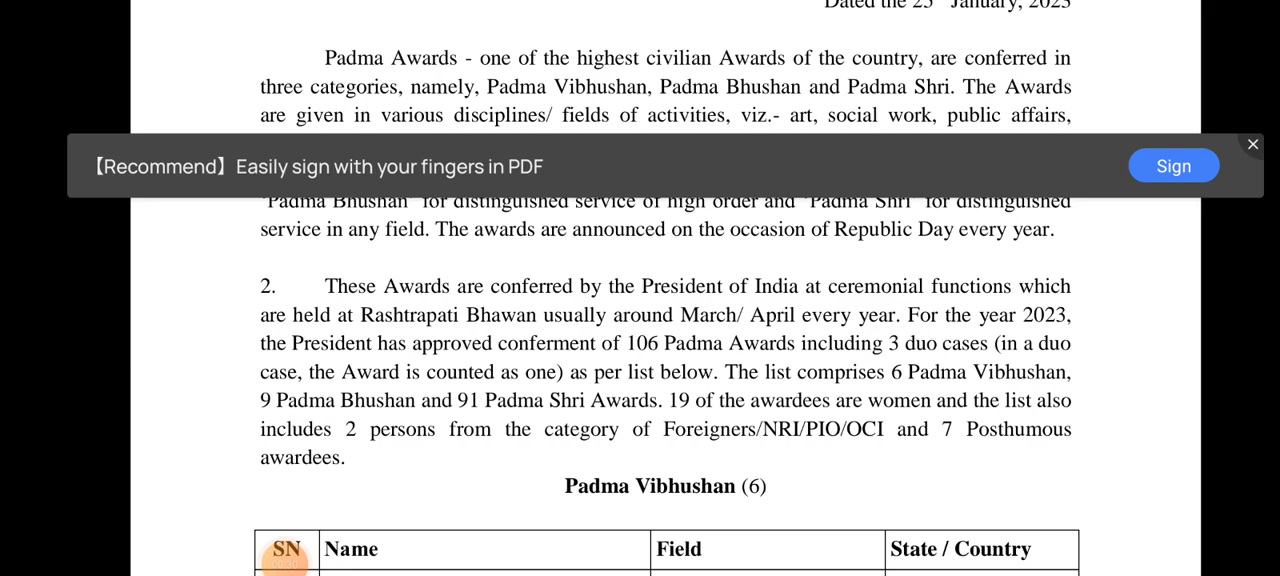 Dated the 25 January, 2023
Padma Awards - one of the highest civilian Awards of the country, are conferred in
three categories, namely, Padma Vibhushan, Padma Bhushan and Padma Shri. The Awards
are given in various disciplines/ fields of activities, viz.- art, social work, public affairs,
【Recommend】Easily sign with your fingers in PDF
Sign
'Padma Bhushan' for distinguished service of high order and 'Padma Shri' for distinguished
service in any field. The awards are announced on the occasion of Republic Day every year.
2. These Awards are conferred by the President of India at ceremonial functions which
are held at Rashtrapati Bhawan usually around March/ April every year. For the year 2023,
the President has approved conferment of 106 Padma Awards including 3 duo cases (in a duo
case, the Award is counted as one) as per list below. The list comprises 6 Padma Vibhushan,
9 Padma Bhushan and 91 Padma Shri Awards. 19 of the awardees are women and the list also
includes 2 persons from the category of Foreigners/NRI/PIO/OCI and 7 Posthumous
awardees.
Padma Vibhushan (6)
SN Name Field State / Country